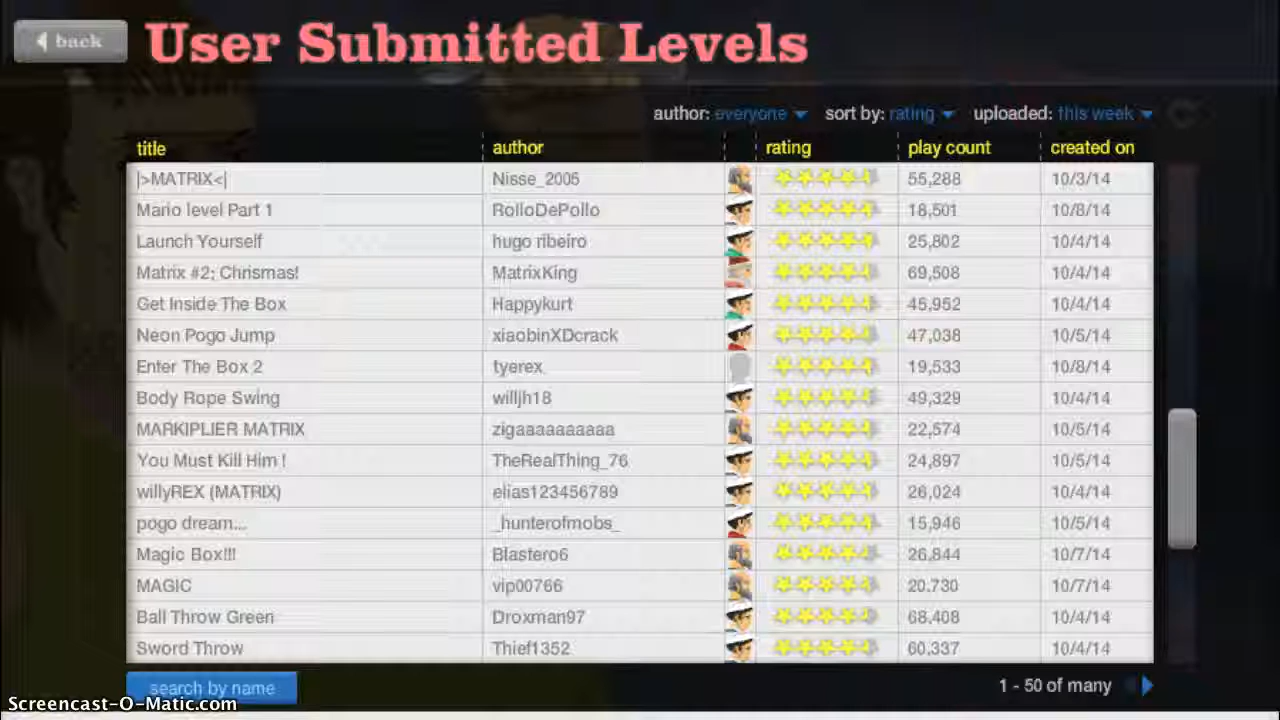 back
User Submitted Levels
author: everyone sort by: rating uploaded: this week
title author rating play count created on
|>MATRIX<| Nisse_2005 55,288 10/3/14
Mario level Part 1 RolloDePollo 18,501 10/8/14
Launch Yourself hugo ribeiro 25,802 10/4/14
Matrix #2; Chrismas! MatrixKing 69,508 10/4/14
Get Inside The Box Happykurt 45,952 10/4/14
Neon Pogo Jump xiaobinXDcrack 47,038 10/5/14
Enter The Box 2 tyerex 19,533 10/8/14
Body Rope Swing willjh18 49,329 10/4/14
MARKIPLIER MATRIX zigaaaaaaaaaa 22,574 10/5/14
You Must Kill Him ! TheRealThing_76 24,897 10/5/14
willyREX (MATRIX) elias123456789 26,024 10/4/14
pogo dream... _hunterofmobs_ 15,946 10/5/14
Magic Box!!! Blastero6 26,844 10/7/14
MAGIC vip00766 20,730 10/7/14
Ball Throw Green Droxman97 68,408 10/4/14
Sword Throw Thief1352 60,337 10/4/14
search by name 1 - 50 of many
Screencast-O-Matic.com